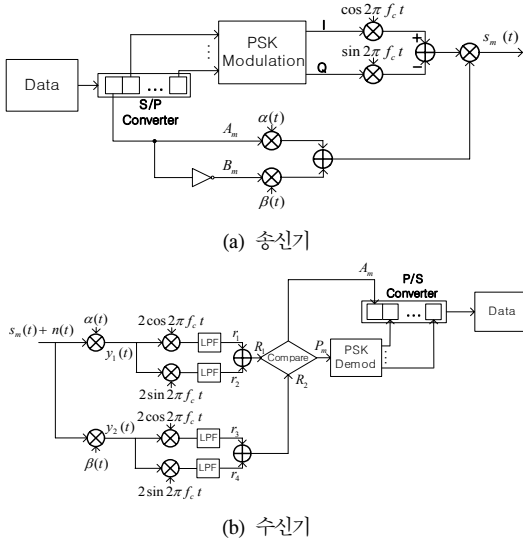 cos 2π f_c t
s_m (t)
I
+
Data
PSK
Modulation
sin 2π f_c t
Q
−
S/P
Converter
α(t)
A_m
B_m
β(t)
(a) 송신기
A_m
P/S
Converter
Data
s_m(t)+ n(t)
α(t)
2cos 2π f_c t
LPF
r_1
y_1(t)
R_1
Compare
P_m
PSK
Demod
LPF
r_2
R_2
2sin 2π f_c t
2cos 2π f_c t
y_2(t)
LPF
r_3
β(t)
LPF
r_4
2sin 2π f_c t
(b) 수신기